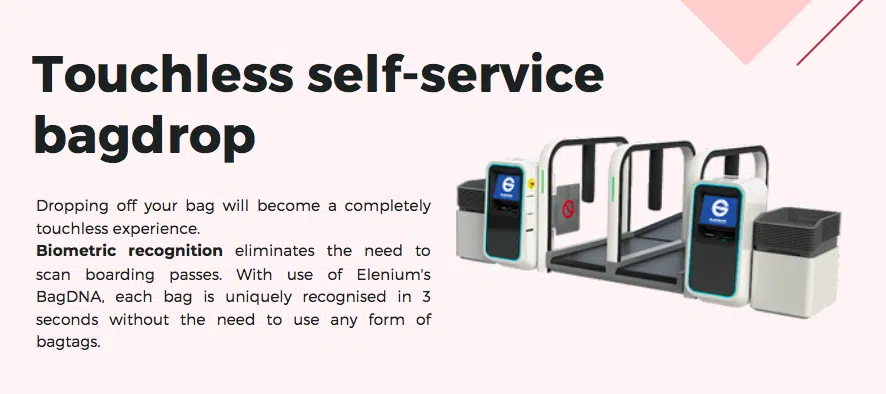 Touchless self-service
bagdrop
Dropping off your bag will become a completely
touchless experience.
Biometric recognition eliminates the need to
scan boarding passes. With use of Elenium's
BagDNA, each bag is uniquely recognised in 3
seconds without the need to use any form of
bagtags.